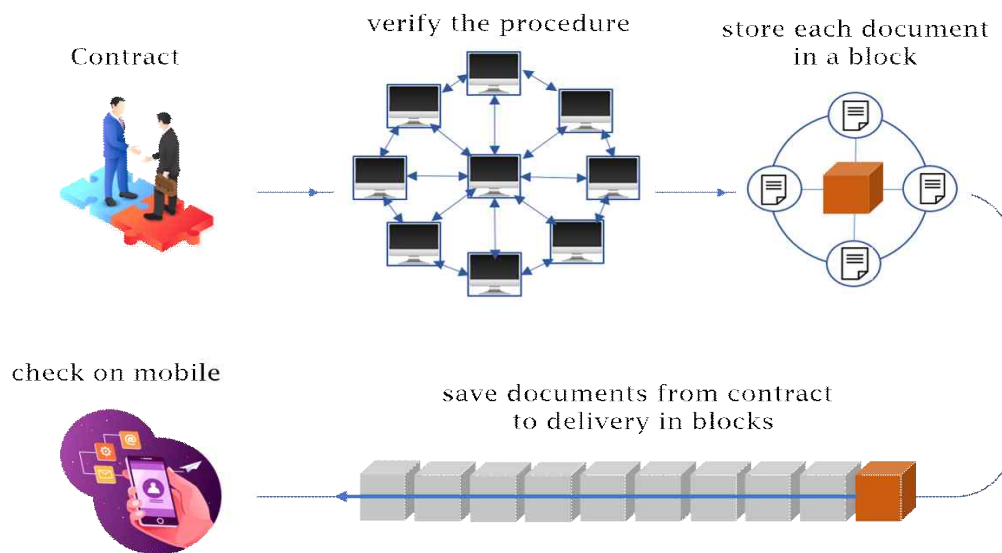 Contract
verify the procedure
store each document
in a block
check on mobile
save documents from contract
to delivery in blocks